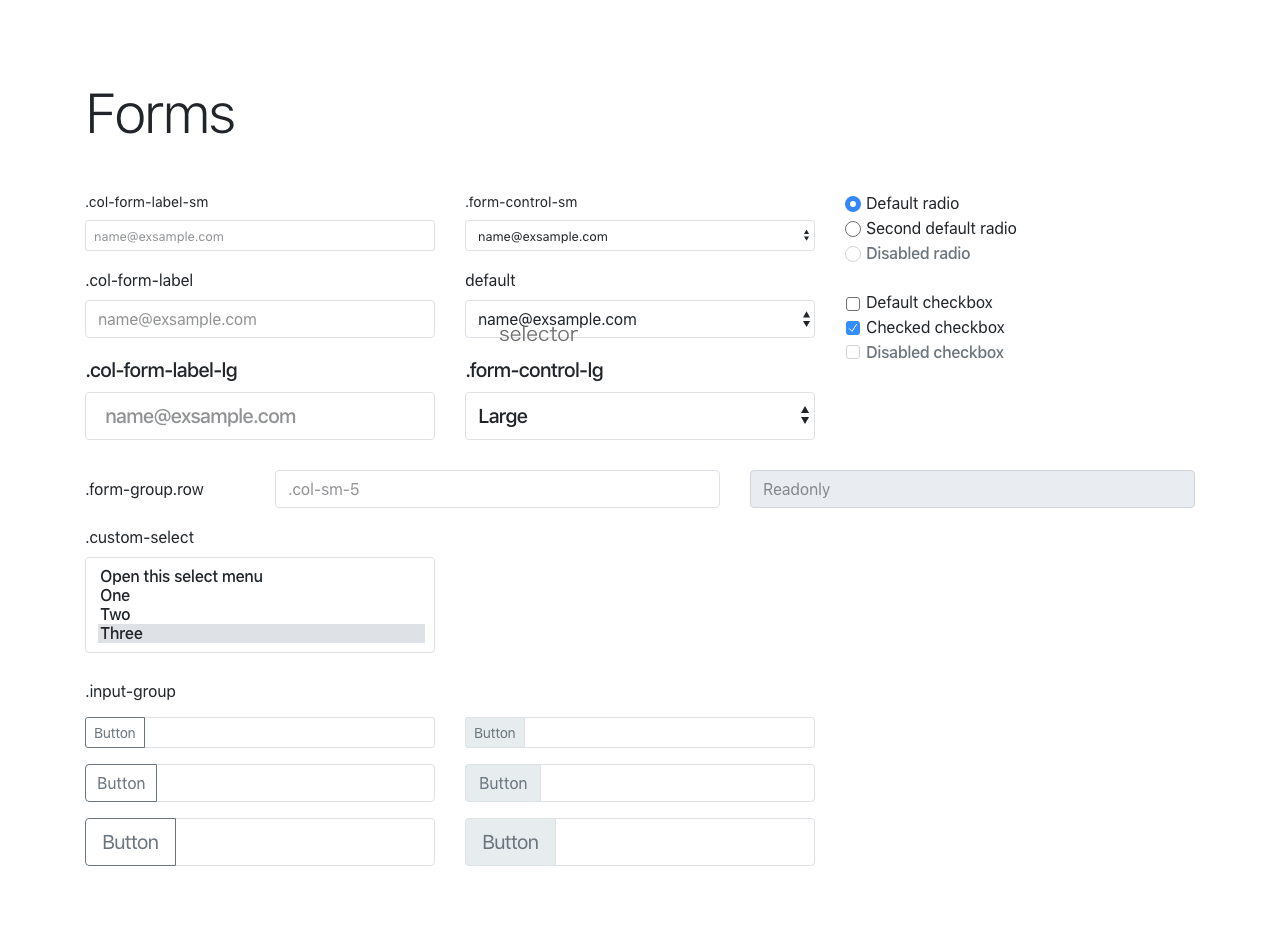 Forms
.col-form-label-sm
name@exsample.com
.col-form-label
name@exsample.com
.col-form-label-lg
name@exsample.com
.form-control-sm
name@exsample.com
default
name@exsample.com
selector
.form-control-lg
Large
Default radio
Second default radio
Disabled radio
Default checkbox
Checked checkbox
Disabled checkbox
.form-group.row
.col-sm-5
Readonly
.custom-select
Open this select menu
One
Two
Three
.input-group
Button
Button
Button
Button
Button
Button